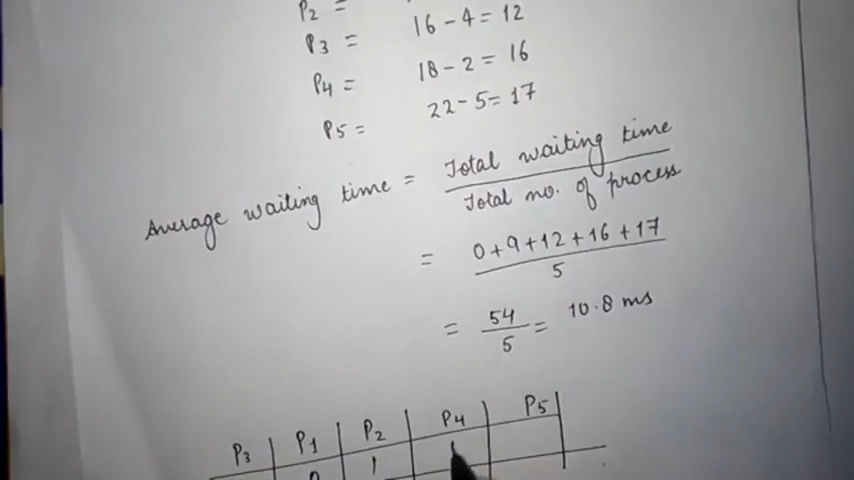 P2 =
P3 = 16-4=12
P4 = 18-2=16
P5 = 22-5=17
Average waiting time = Total waiting time
Total no. of process
= 0+9+12+16+17
5
= 54 = 10.8 ms
5
P3 P1 P2 P4 P5
0 1